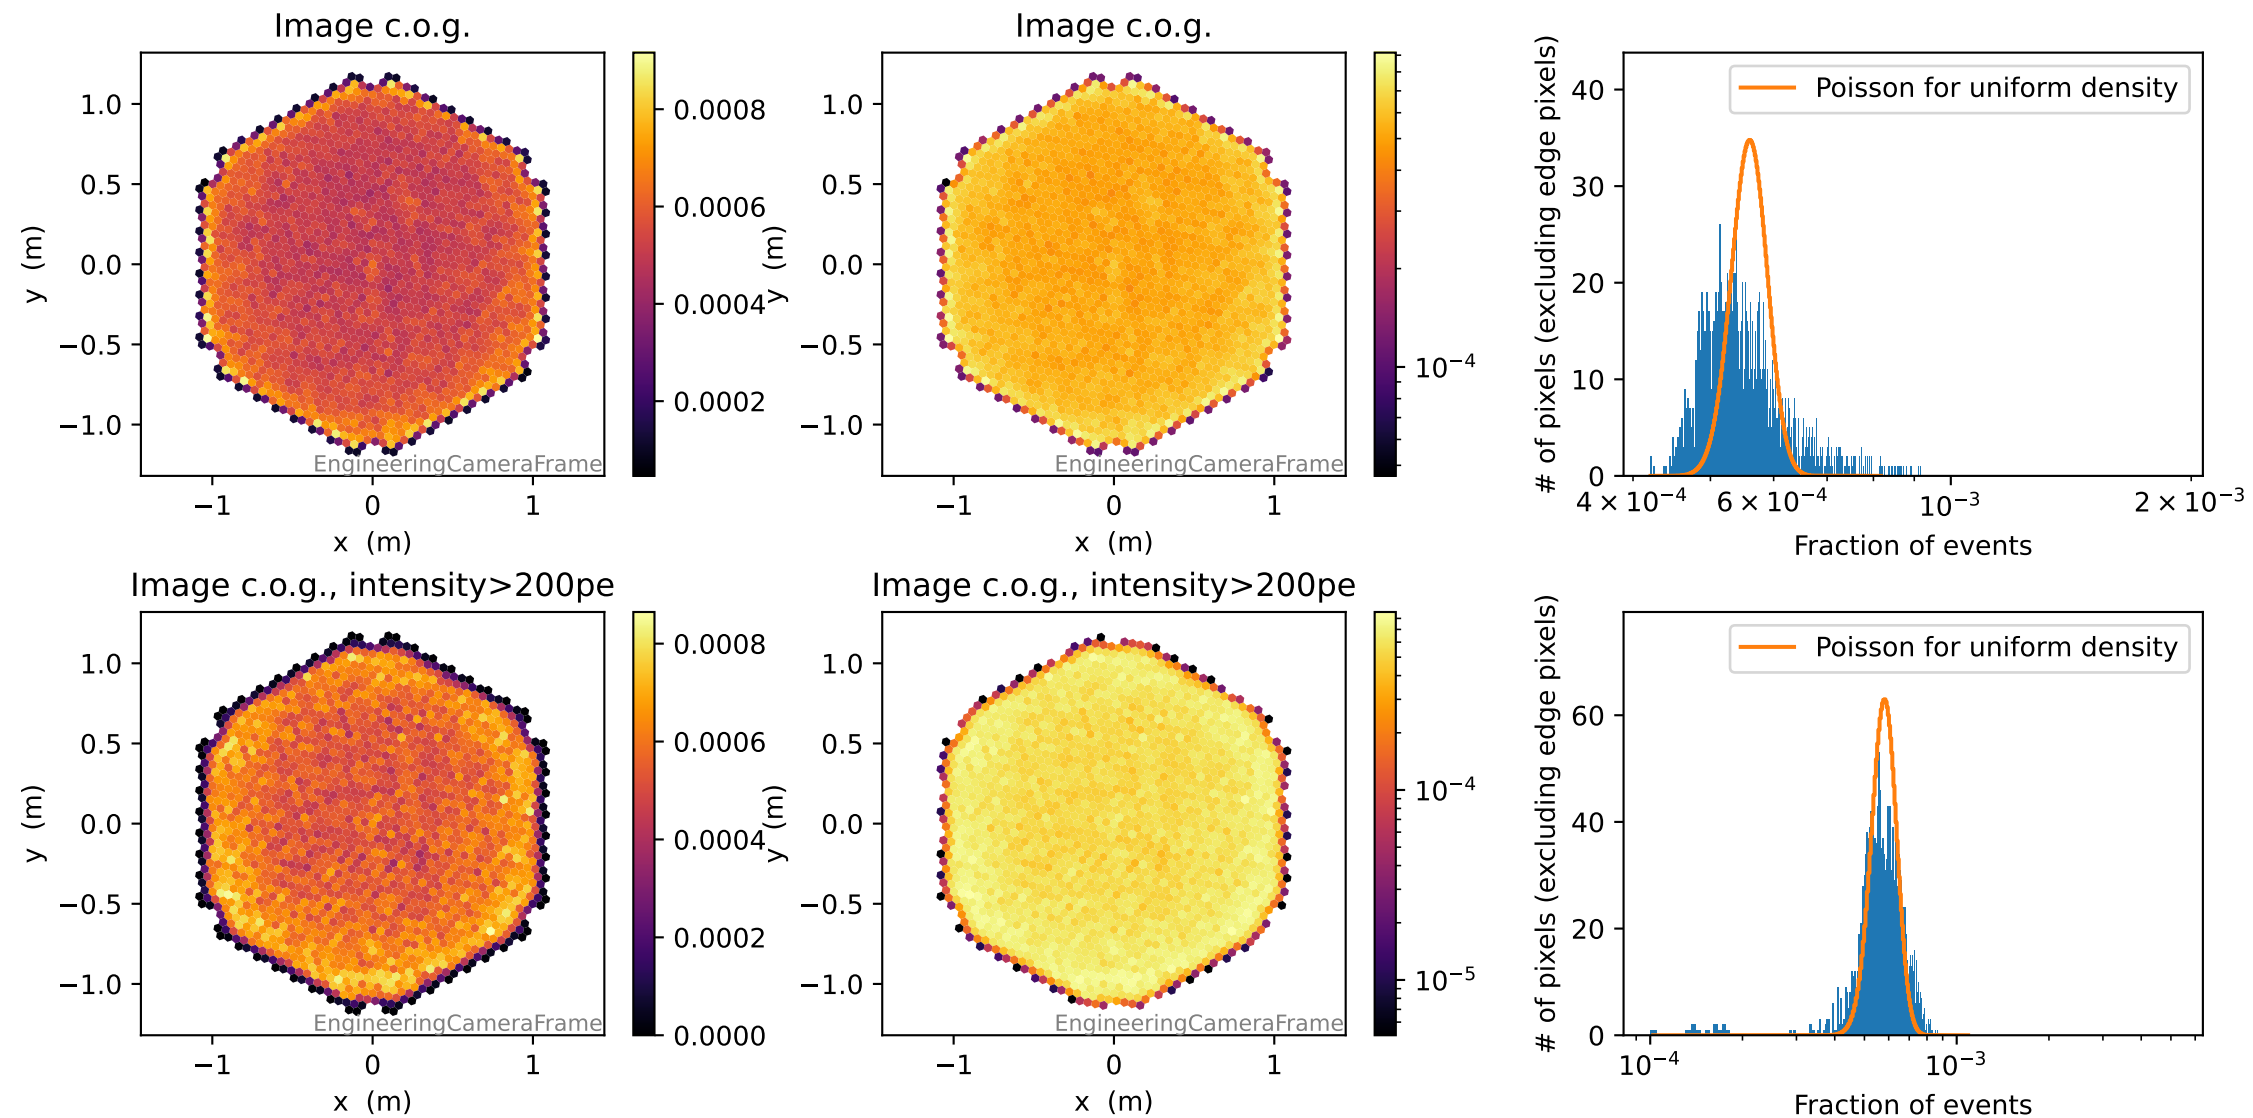 Image c.o.g.
1.0
0.5
0.0
−0.5
−1.0
y (m)
−1
0
1
x (m)
EngineeringCameraFrame
0.0008
0.0006
0.0004
0.0002
Image c.o.g.
1.0
0.5
0.0
−0.5
−1.0
y (m)
−1
0
1
x (m)
EngineeringCameraFrame
10⁻⁴
Poisson for uniform density
# of pixels (excluding edge pixels)
40
30
20
10
0
4 × 10⁻⁴
6 × 10⁻⁴
10⁻³
2 × 10⁻³
Fraction of events
Image c.o.g., intensity>200pe
1.0
0.5
0.0
−0.5
−1.0
y (m)
−1
0
1
x (m)
EngineeringCameraFrame
0.0008
0.0006
0.0004
0.0002
0.0000
Image c.o.g., intensity>200pe
1.0
0.5
0.0
−0.5
−1.0
y (m)
−1
0
1
x (m)
EngineeringCameraFrame
10⁻⁴
10⁻⁵
Poisson for uniform density
# of pixels (excluding edge pixels)
60
40
20
0
10⁻⁴
10⁻³
Fraction of events